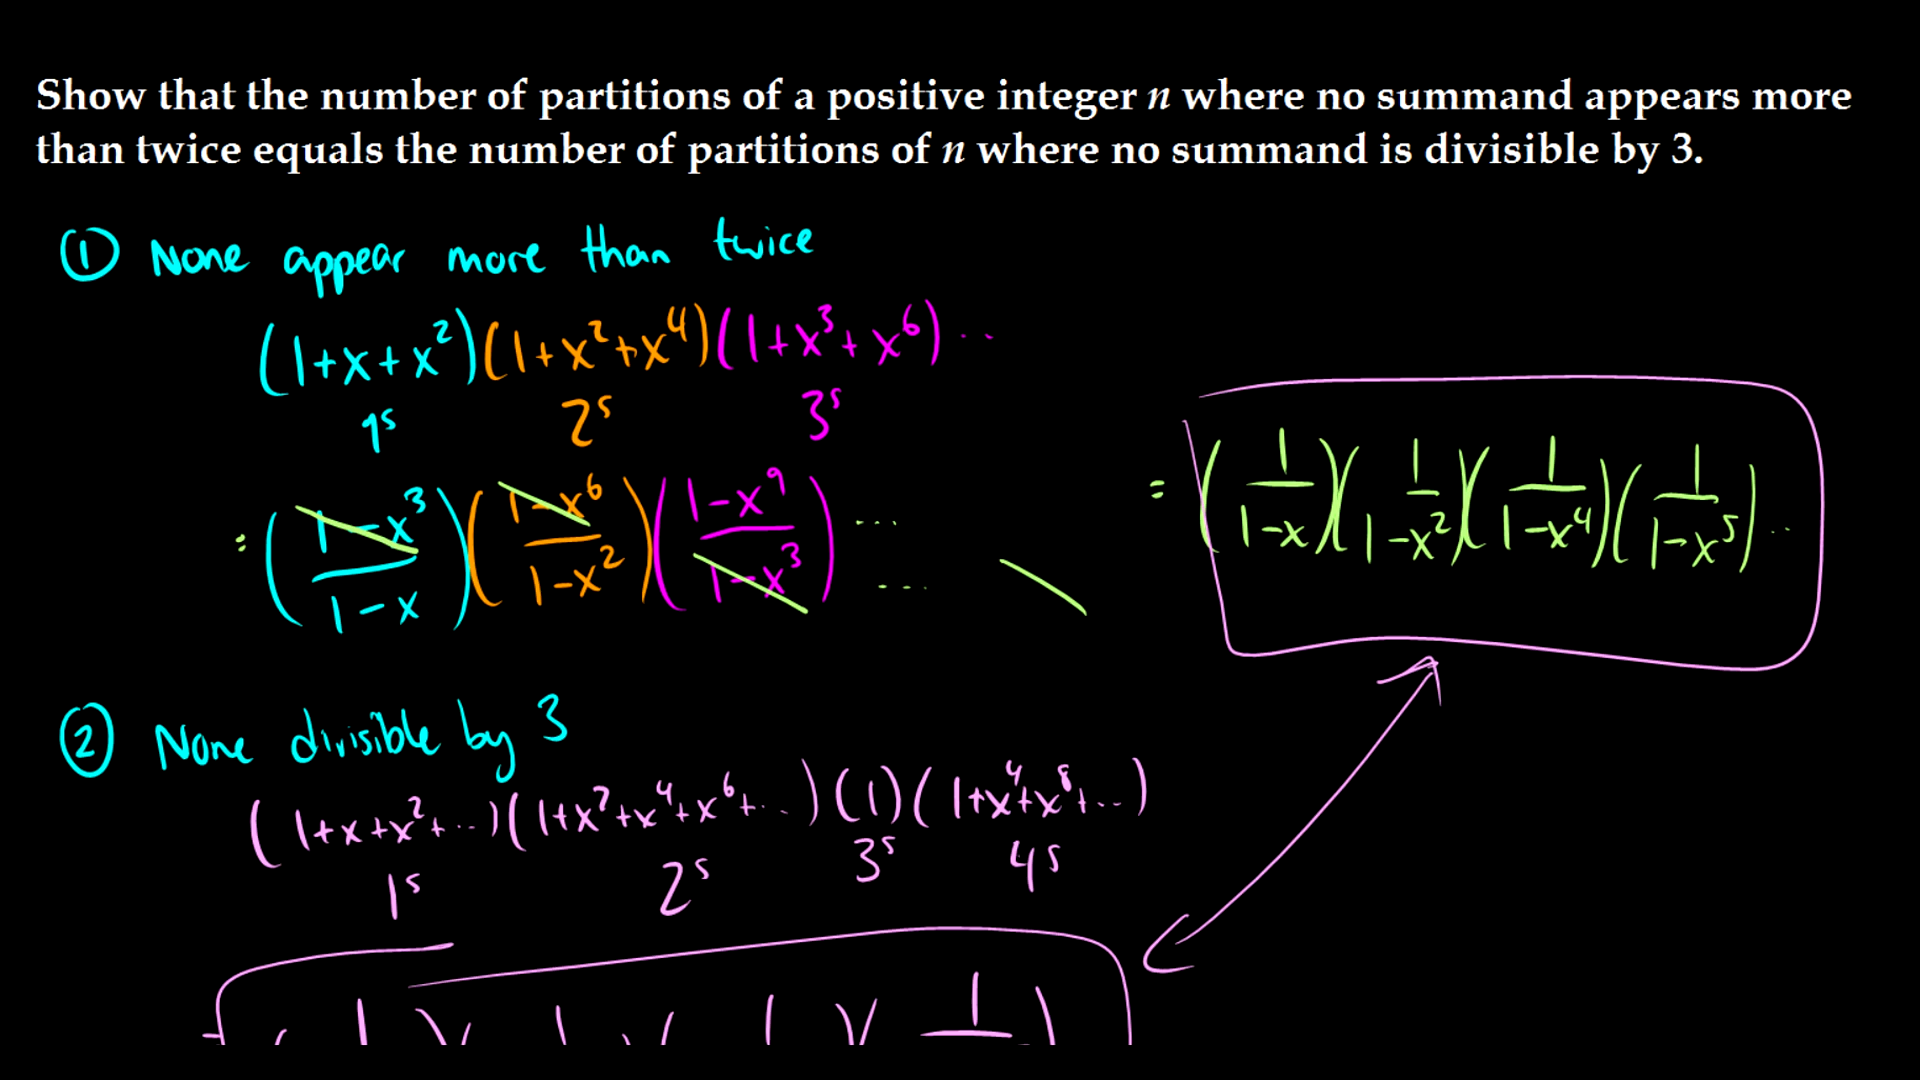 Show that the number of partitions of a positive integer n where no summand appears more
than twice equals the number of partitions of n where no summand is divisible by 3.
① None appear more than twice
(1+x+x²)(1+x²+x⁴)(1+x³+x⁶)...
1s 2s 3s
= ((1-x³)/(1-x))((1-x⁶)/(1-x²))((1-x⁹)/(1-x³))...
= (1/(1-x))(1/(1-x²))(1/(1-x⁴))(1/(1-x⁵))...
② None divisible by 3
(1+x+x²+...)(1+x²+x⁴+x⁶+...)(1)(1+x⁴+x⁸+...)
1s 2s 3s 4s